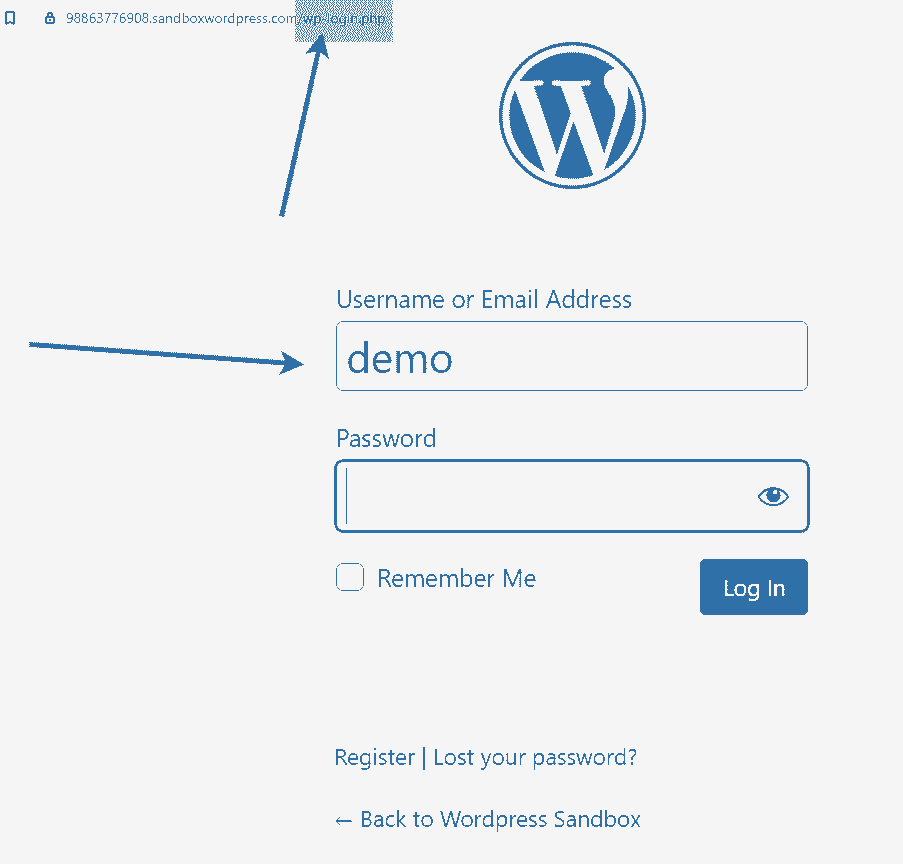 98863776908.sandboxwordpress.com/wp-login.php
Username or Email Address
demo
Password
Remember Me
Log In
Register | Lost your password?
← Back to Wordpress Sandbox